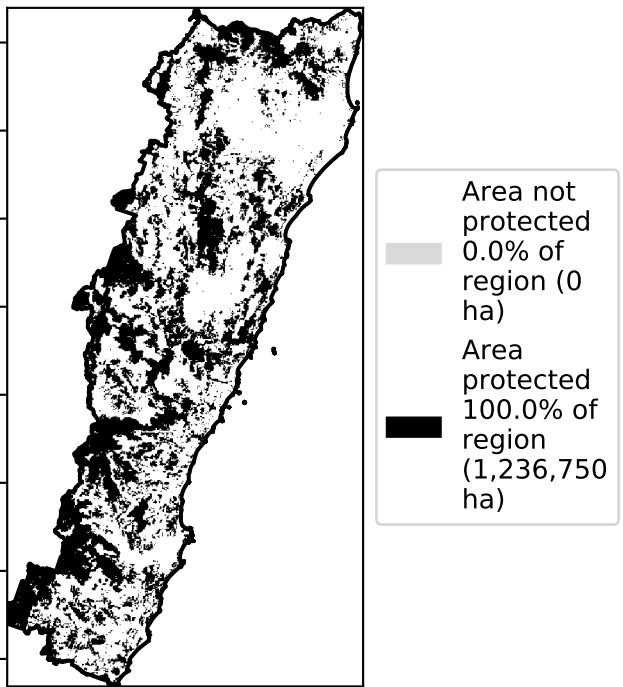 Area not
protected
0.0% of
region (0
ha)
Area
protected
100.0% of
region
(1,236,750
ha)